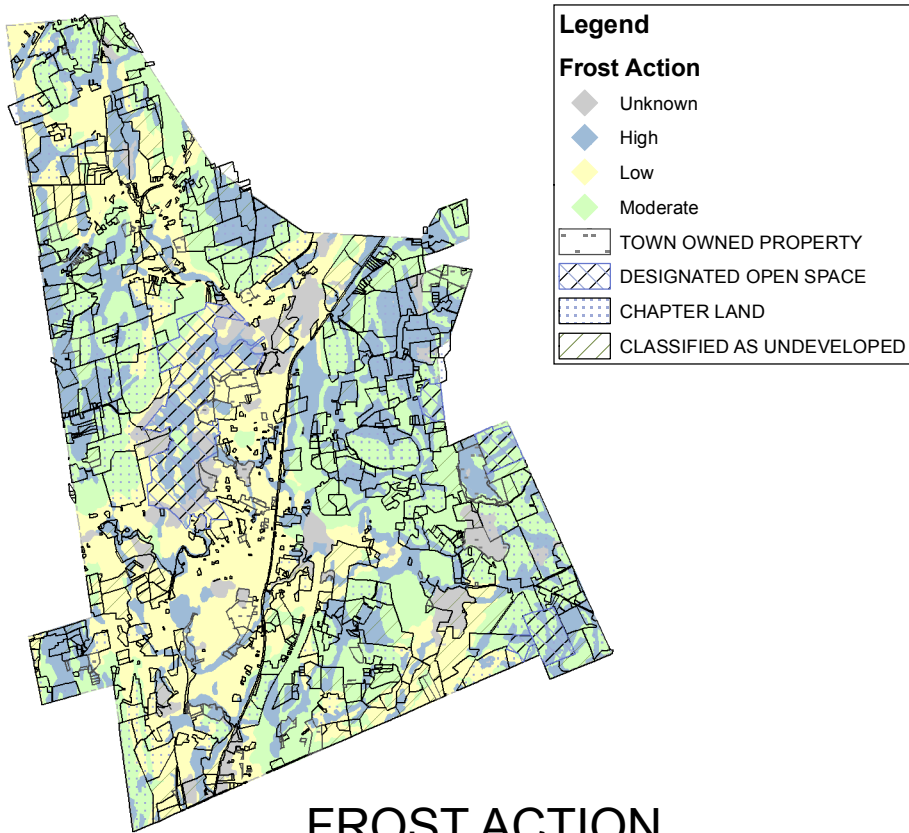 Legend
Frost Action
Unknown
High
Low
Moderate
TOWN OWNED PROPERTY
DESIGNATED OPEN SPACE
CHAPTER LAND
CLASSIFIED AS UNDEVELOPED
FROST ACTION